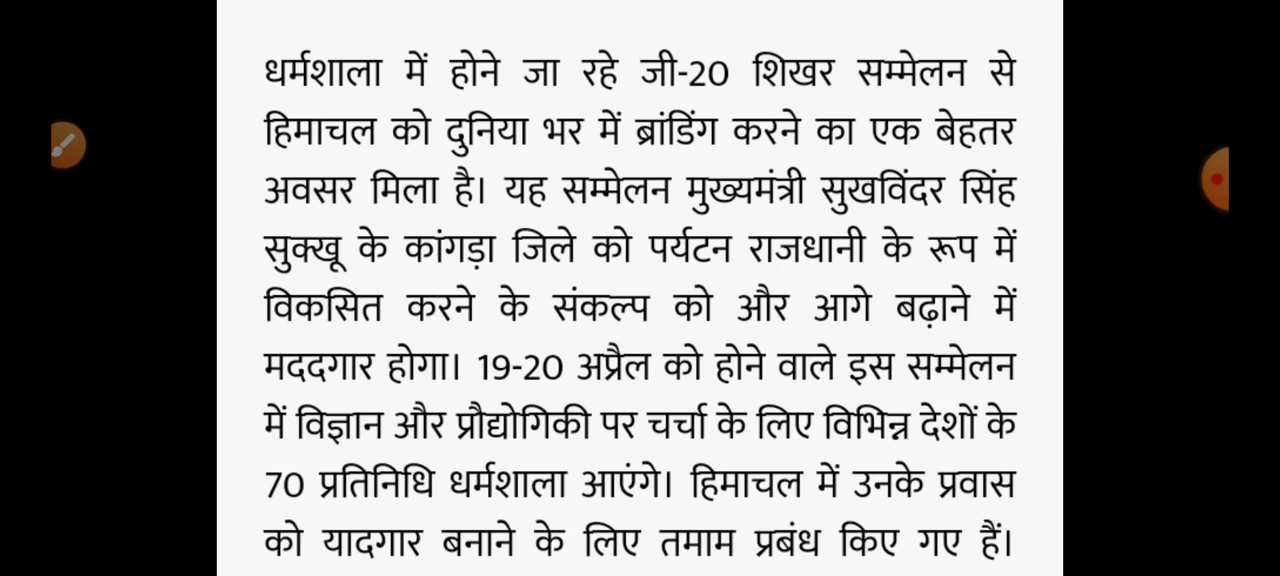 धर्मशाला में होने जा रहे जी-20 शिखर सम्मेलन से
हिमाचल को दुनिया भर में ब्रांडिंग करने का एक बेहतर
अवसर मिला है। यह सम्मेलन मुख्यमंत्री सुखविंदर सिंह
सुक्खू के कांगड़ा जिले को पर्यटन राजधानी के रूप में
विकसित करने के संकल्प को और आगे बढ़ाने में
मददगार होगा। 19-20 अप्रैल को होने वाले इस सम्मेलन
में विज्ञान और प्रौद्योगिकी पर चर्चा के लिए विभिन्न देशों के
70 प्रतिनिधि धर्मशाला आएंगे। हिमाचल में उनके प्रवास
को यादगार बनाने के लिए तमाम प्रबंध किए गए हैं।